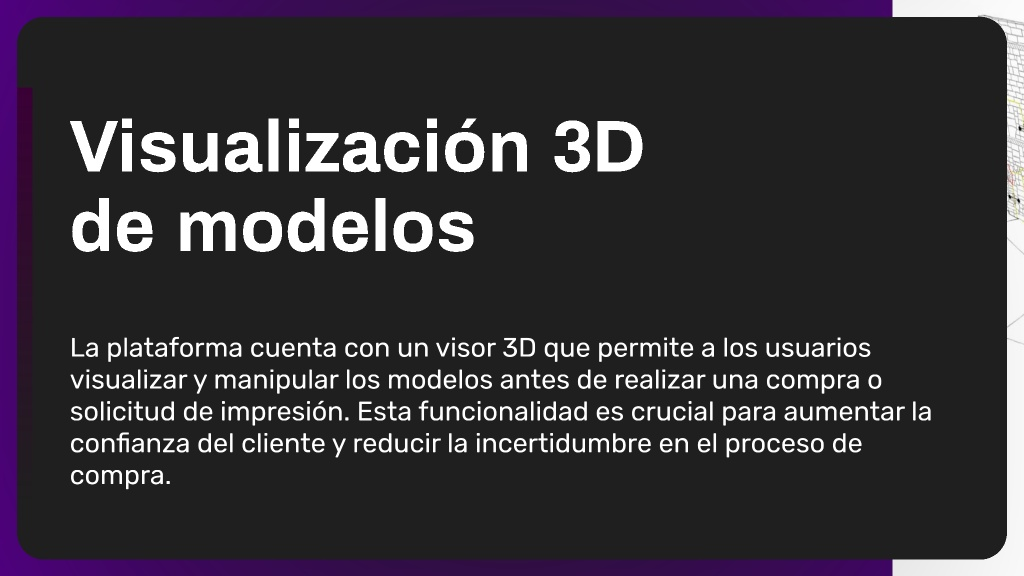 Visualización 3D
de modelos
La plataforma cuenta con un visor 3D que permite a los usuarios
visualizar y manipular los modelos antes de realizar una compra o
solicitud de impresión. Esta funcionalidad es crucial para aumentar la
confianza del cliente y reducir la incertidumbre en el proceso de
compra.